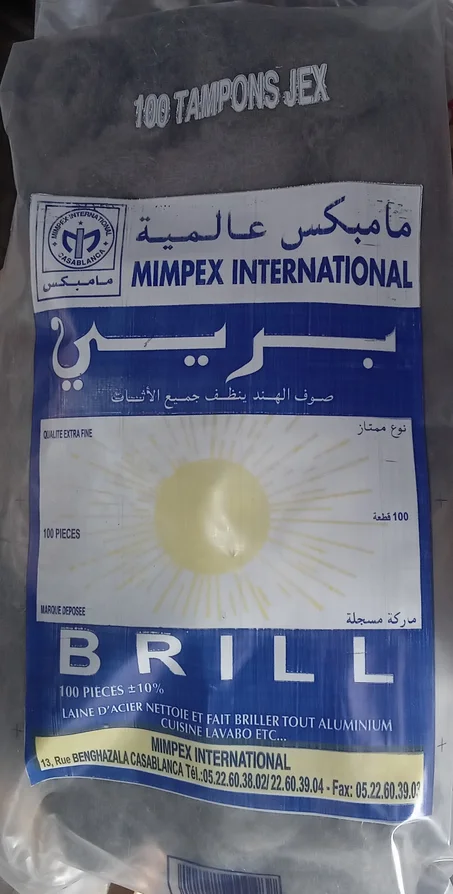 100 TAMPONS JEX
MIMPEX INTERNATIONAL
CASABLANCA
مامبكس
مامبكس عالمية
MIMPEX INTERNATIONAL
بريي
صوف الهند ينظف جميع الأثاث
QUALITE EXTRA FINE
نوع ممتاز
100 PIECES
100 قطعة
MARQUE DEPOSEE
ماركة مسجلة
BRILL
100 PIECES ±10%
LAINE D'ACIER NETTOIE ET FAIT BRILLER TOUT ALUMINIUM
CUISINE LAVABO ETC...
MIMPEX INTERNATIONAL
13, Rue BENGHAZALA CASABLANCA Tél.:05.22.60.38.02/ 22.60.39.04 - Fax: 05.22.60.39.03